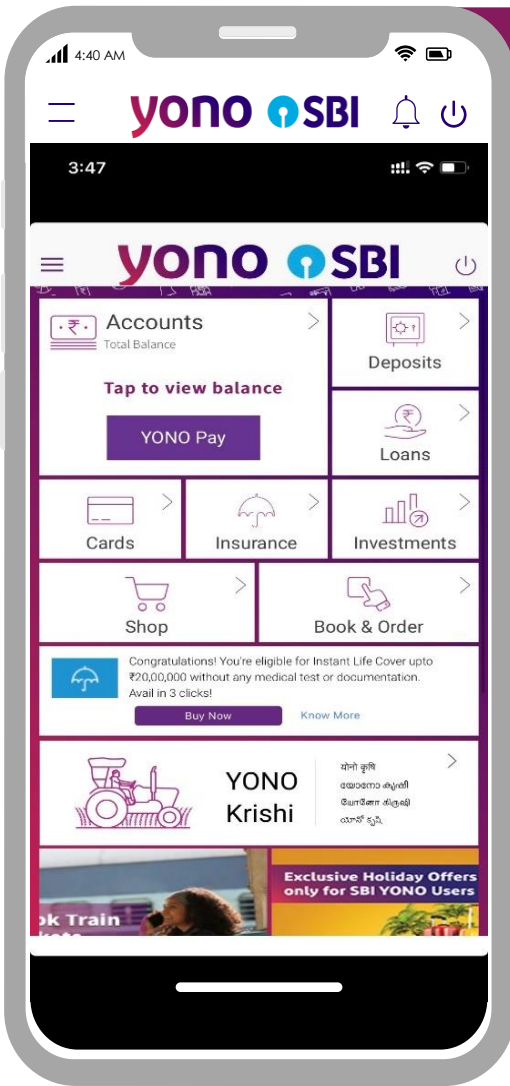 4:40 AM
yono SBI
3:47
yono SBI
Accounts
Total Balance
Tap to view balance
YONO Pay
Deposits
Loans
Cards
Insurance
Investments
Shop
Book & Order
Congratulations! You're eligible for Instant Life Cover upto
₹20,00,000 without any medical test or documentation.
Avail in 3 clicks!
Buy Now
Know More
YONO
Krishi
योनो कृषि
യോനോ കൃഷി
யோனோ கிருஷி
యోనో కృషి
ok Train
Exclusive Holiday Offers
only for SBI YONO Users